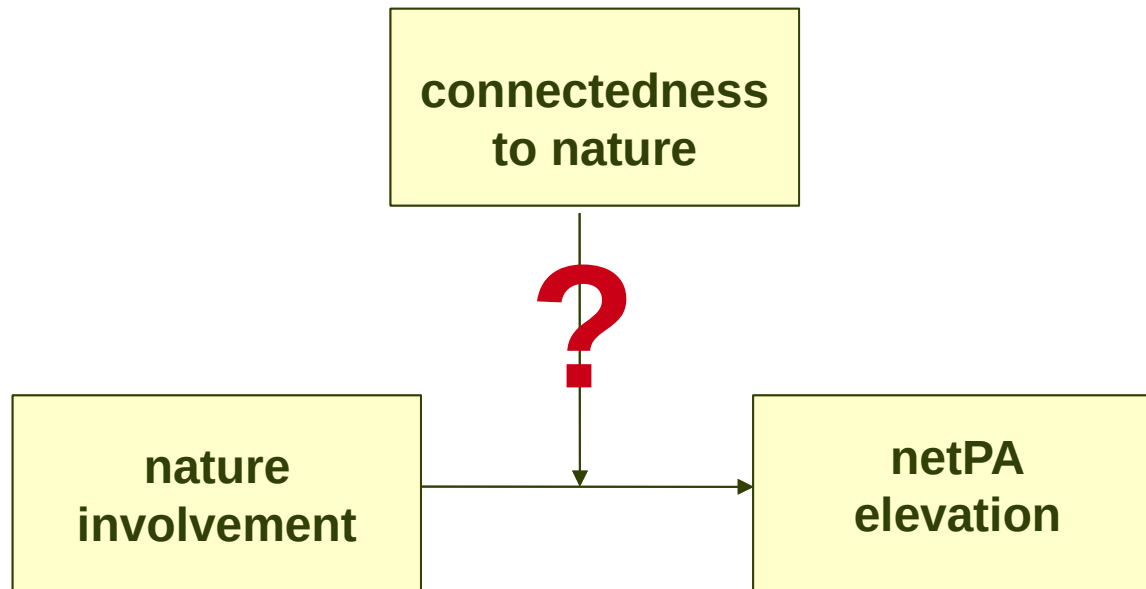 connectedness
to nature
?
nature
involvement
netPA
elevation